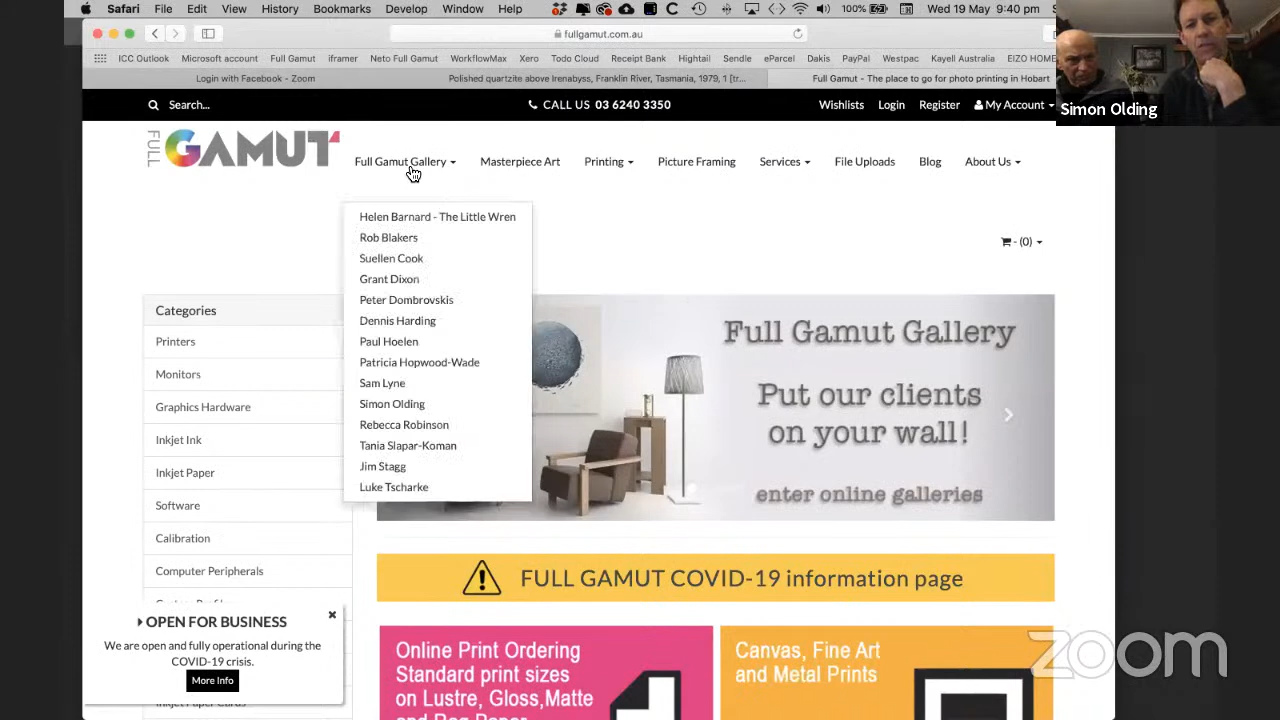 Safari File Edit View History Bookmarks Develop Window Help 100% Wed 19 May 9:40 pm
fullgamut.com.au
ICC Outlook Microsoft account Full Gamut iframer Neto Full Gamut WorkflowMax Xero Todo Cloud Receipt Bank Hightail Sendle eParcel Dakis PayPal Westpac Kayell Australia EIZO HOME
Login with Facebook - Zoom Polished quartzite above Irenabyss, Franklin River, Tasmania, 1979, 1 [tr... Full Gamut - The place to go for photo printing in Hobart
Simon Olding
Search... CALL US 03 6240 3350 Wishlists Login Register My Account
FULL GAMUT
Full Gamut Gallery Masterpiece Art Printing Picture Framing Services File Uploads Blog About Us
- (0)
Helen Barnard - The Little Wren
Rob Blakers
Suellen Cook
Grant Dixon
Peter Dombrovskis
Dennis Harding
Paul Hoelen
Patricia Hopwood-Wade
Sam Lyne
Simon Olding
Rebecca Robinson
Tania Slapar-Koman
Jim Stagg
Luke Tscharke
Categories
Printers
Monitors
Graphics Hardware
Inkjet Ink
Inkjet Paper
Software
Calibration
Computer Peripherals
Full Gamut Gallery
Put our clients
on your wall!
enter online galleries
FULL GAMUT COVID-19 information page
OPEN FOR BUSINESS
We are open and fully operational during the
COVID-19 crisis.
More Info
Online Print Ordering
Standard print sizes
on Lustre, Gloss,Matte
Canvas, Fine Art
and Metal Prints
zoom